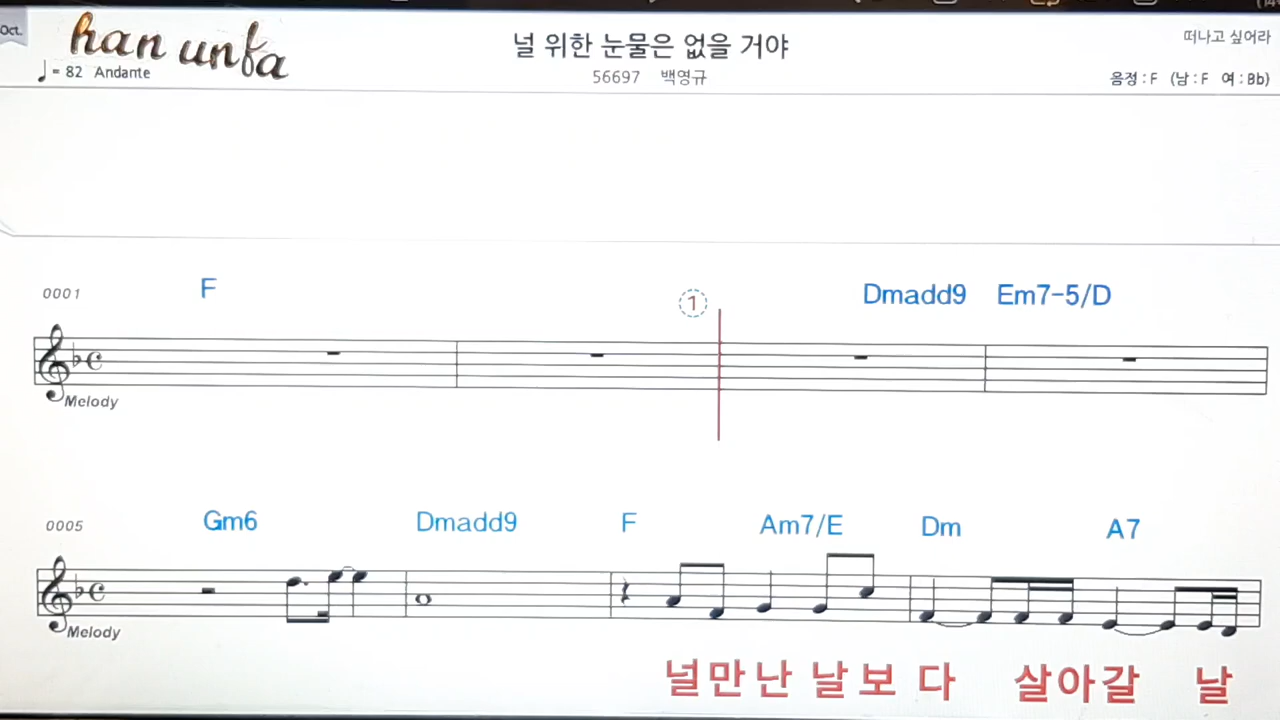 Oct.
han unfa
♩ = 82 Andante
널 위한 눈물은 없을 거야
56697 백영규
떠나고 싶어라
음정 : F (남 : F 여 : Bb)
0001 F ① Dmadd9 Em7-5/D
Melody
0005 Gm6 Dmadd9 F Am7/E Dm A7
Melody
널만난 날보 다 살아갈 날